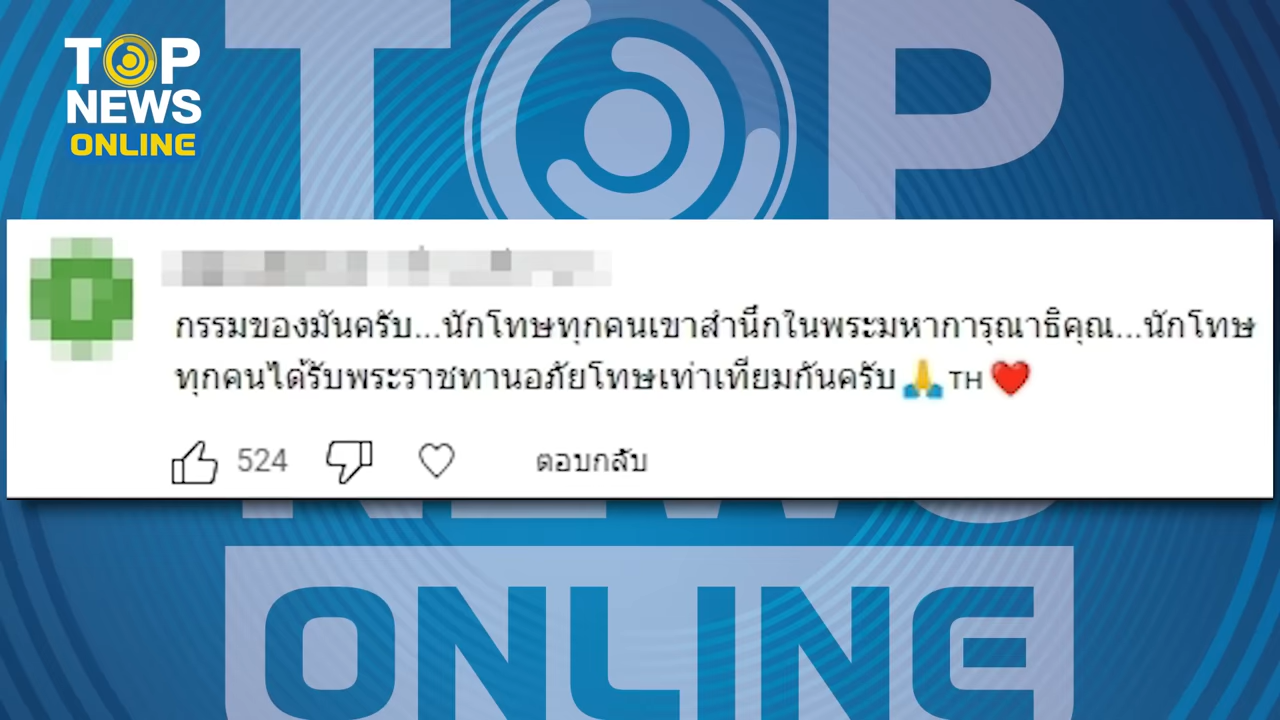 TOP
NEWS
ONLINE
TOP
กรรมของมันครับ...นักโทษทุกคนเขาสำนึกในพระมหาการุณาธิคุณ...นักโทษ
ทุกคนได้รับพระราชทานอภัยโทษเท่าเทียมกันครับ🙏TH❤️
524
ตอบกลับ
ONLINE